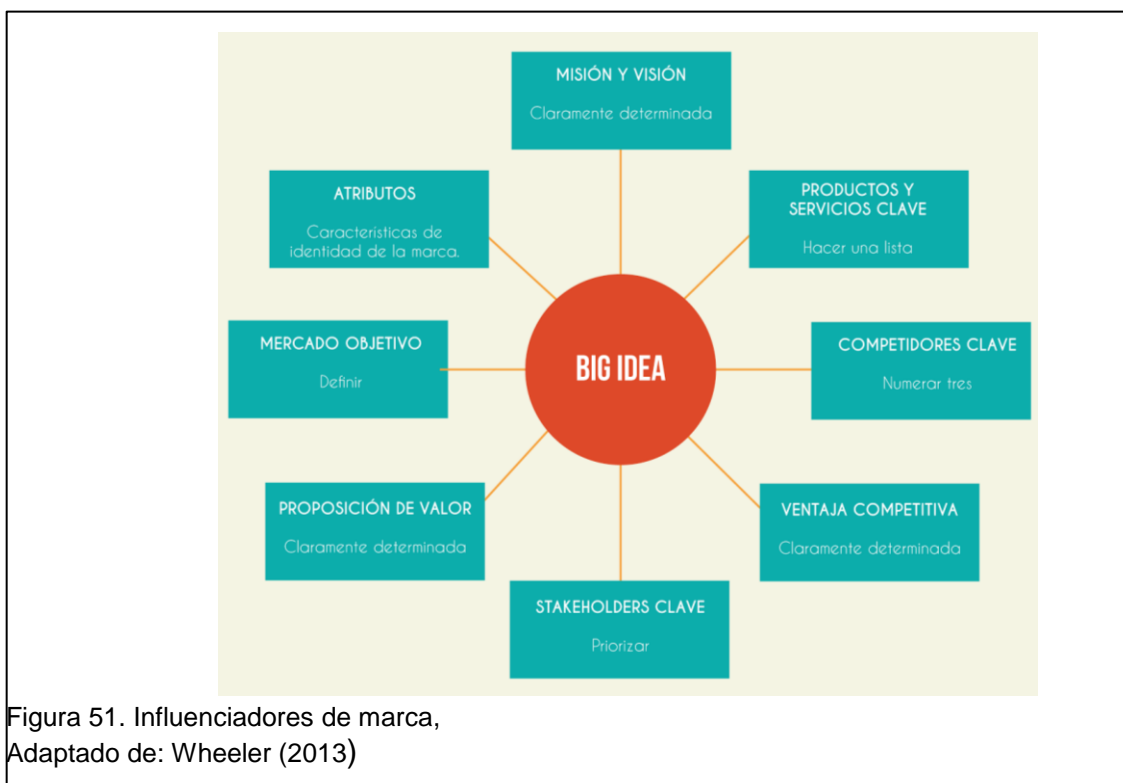 MISIÓN Y VISIÓN
Claramente determinada
ATRIBUTOS
Características de
identidad de la marca.
PRODUCTOS Y
SERVICIOS CLAVE
Hacer una lista
MERCADO OBJETIVO
Definir
BIG IDEA
COMPETIDORES CLAVE
Numerar tres
PROPOSICIÓN DE VALOR
Claramente determinada
VENTAJA COMPETITIVA
Claramente determinada
STAKEHOLDERS CLAVE
Priorizar
Figura 51. Influenciadores de marca,
Adaptado de: Wheeler (2013)